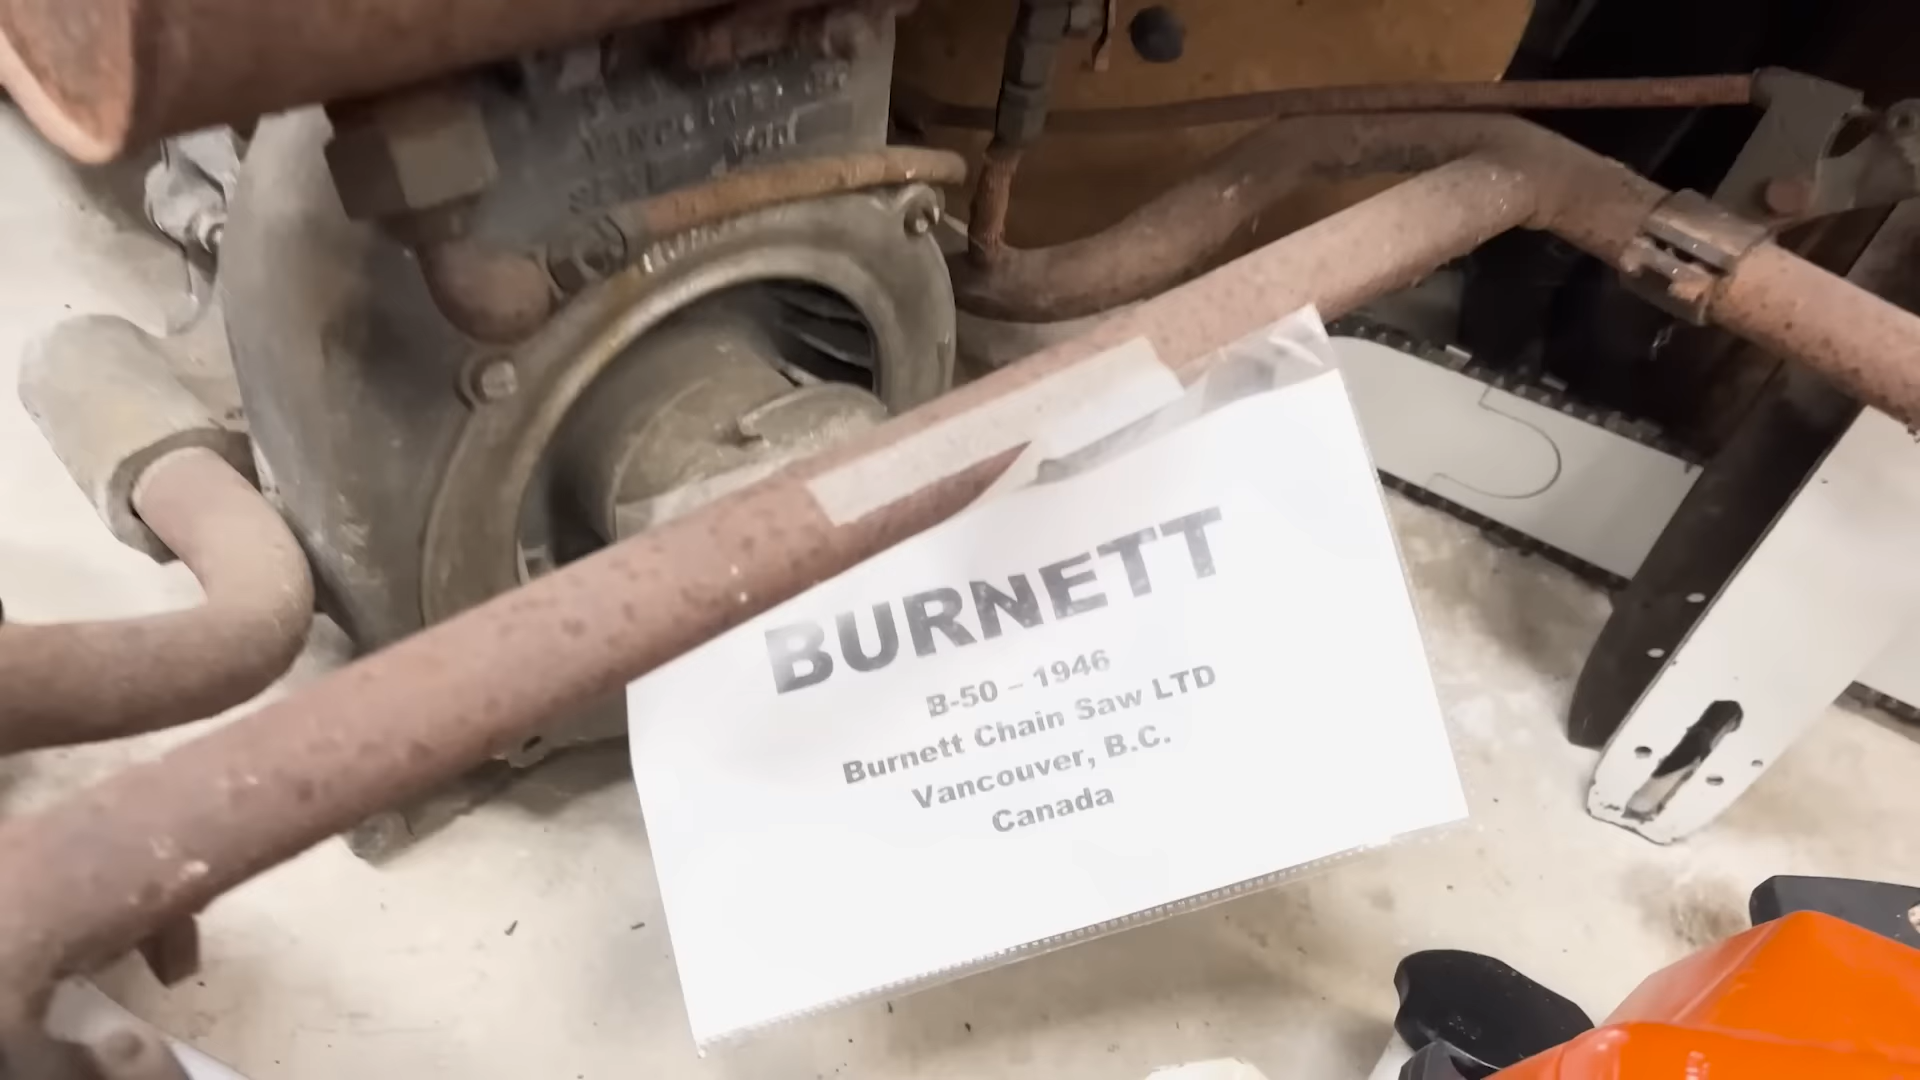 BURNETT
B-50 – 1946
Burnett Chain Saw LTD
Vancouver, B.C.
Canada